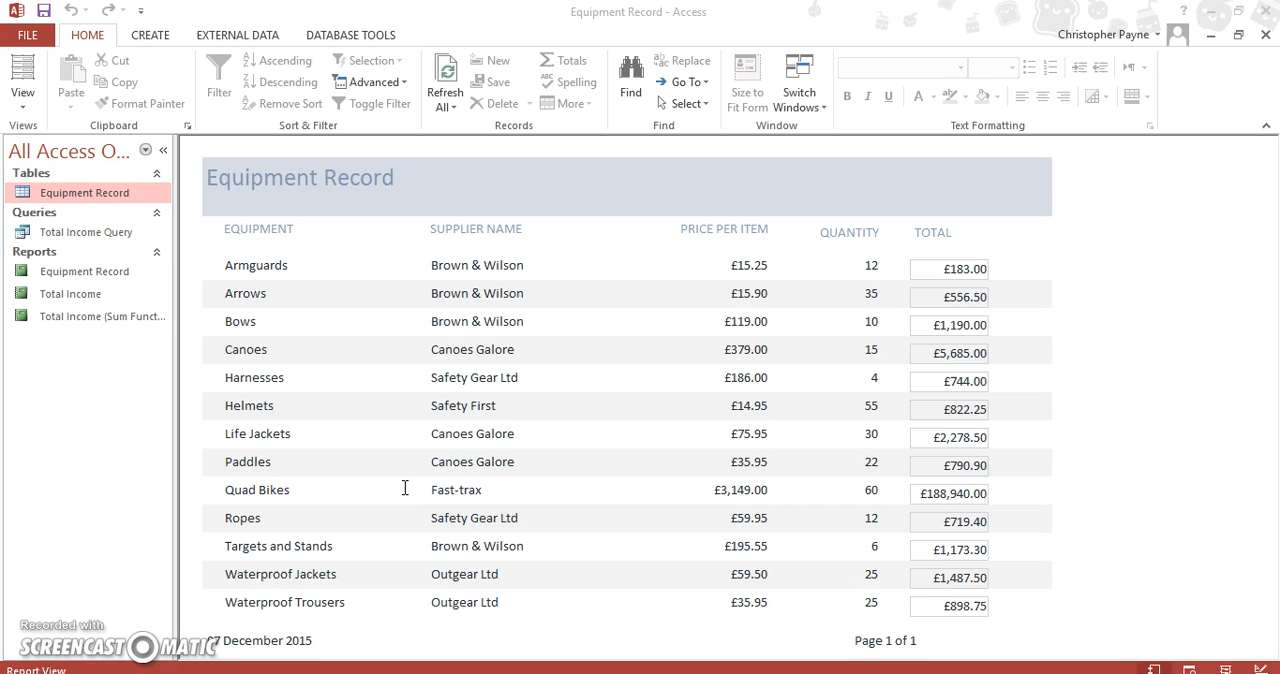 Equipment Record - Access
FILE HOME CREATE EXTERNAL DATA DATABASE TOOLS Christopher Payne
View
Views
Paste Cut
Copy
Format Painter
Clipboard
Filter Ascending Selection
Descending Advanced
Remove Sort Toggle Filter
Sort & Filter
Refresh All New Totals
Save Spelling
Delete More
Records
Find Replace
Go To
Select
Find
Size to Fit Form Switch Windows
Window
B I U A
Text Formatting
All Access O...
Tables
Equipment Record
Queries
Total Income Query
Reports
Equipment Record
Total Income
Total Income (Sum Funct...
Equipment Record
EQUIPMENT SUPPLIER NAME PRICE PER ITEM QUANTITY TOTAL
Armguards Brown & Wilson £15.25 12 £183.00
Arrows Brown & Wilson £15.90 35 £556.50
Bows Brown & Wilson £119.00 10 £1,190.00
Canoes Canoes Galore £379.00 15 £5,685.00
Harnesses Safety Gear Ltd £186.00 4 £744.00
Helmets Safety First £14.95 55 £822.25
Life Jackets Canoes Galore £75.95 30 £2,278.50
Paddles Canoes Galore £35.95 22 £790.90
Quad Bikes Fast-trax £3,149.00 60 £188,940.00
Ropes Safety Gear Ltd £59.95 12 £719.40
Targets and Stands Brown & Wilson £195.55 6 £1,173.30
Waterproof Jackets Outgear Ltd £59.50 25 £1,487.50
Waterproof Trousers Outgear Ltd £35.95 25 £898.75
07 December 2015 Page 1 of 1
Recorded with
SCREENCAST MATIC
Report View